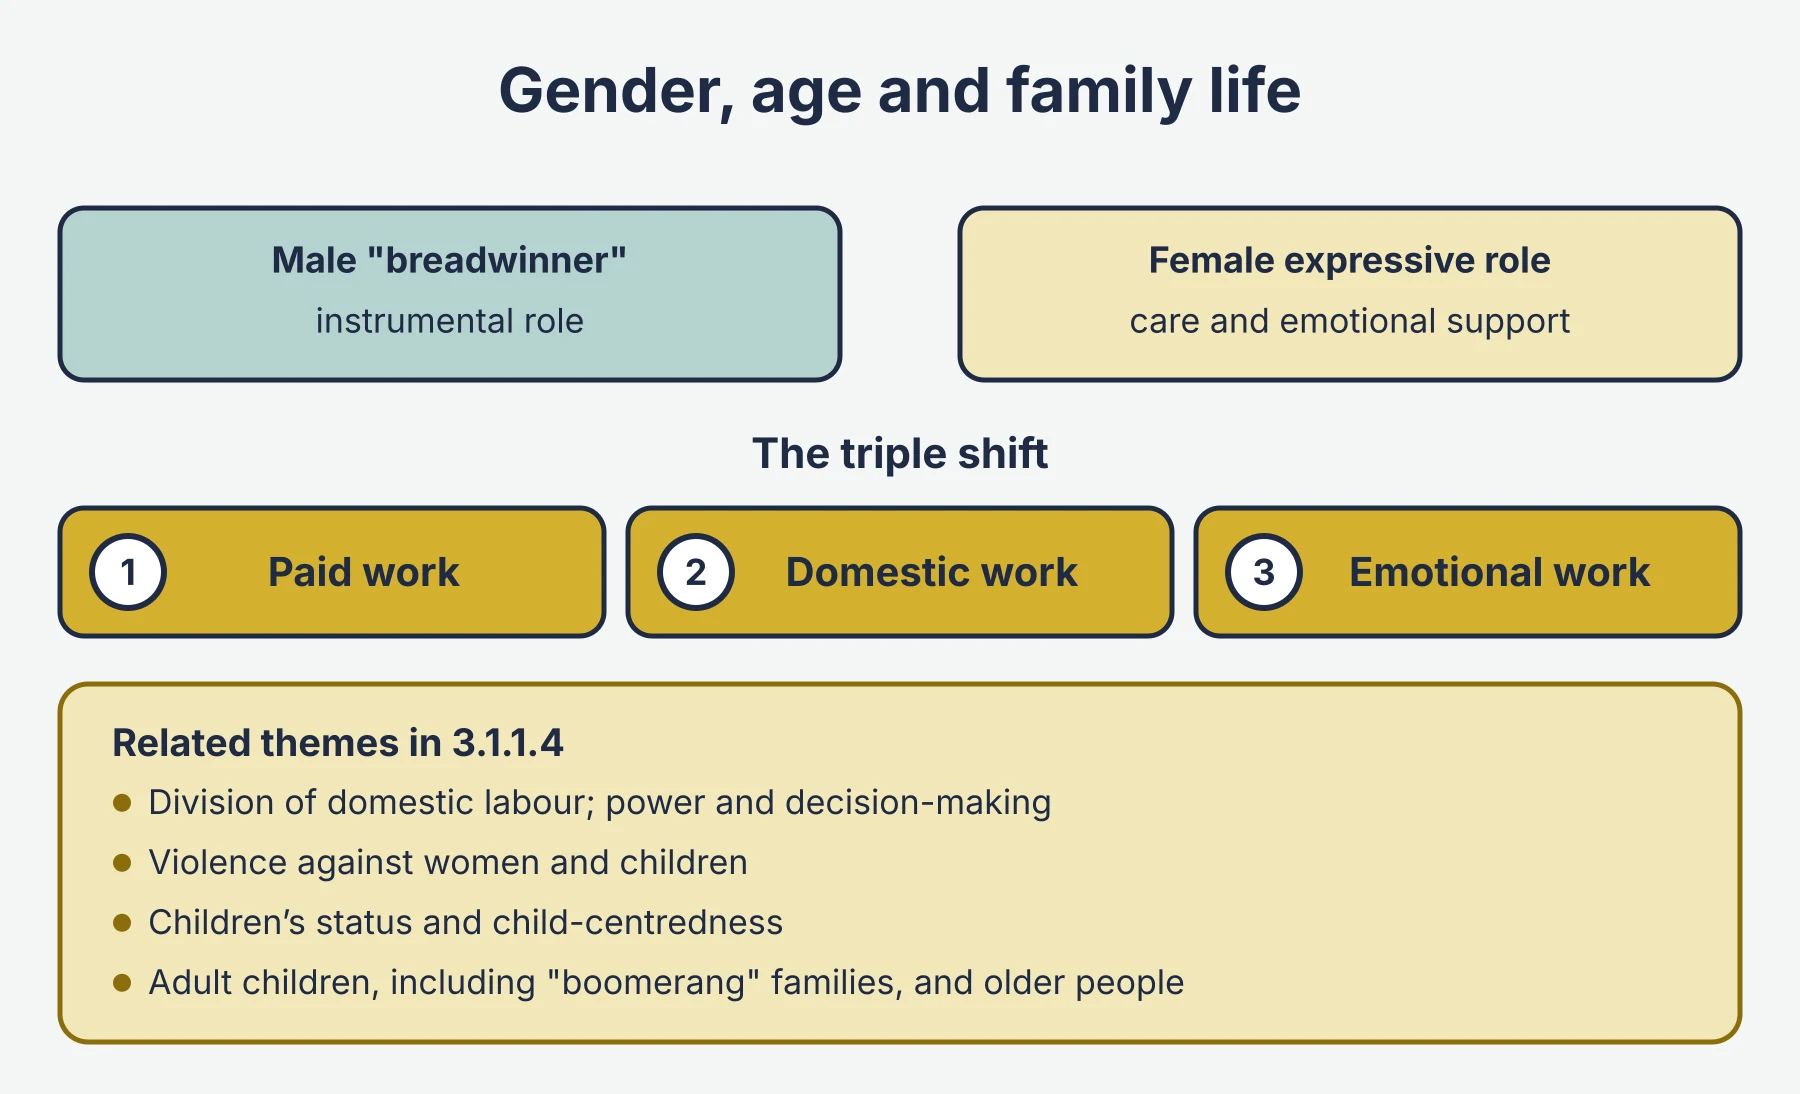 Gender, age and family life
Male "breadwinner"
instrumental role
Female expressive role
care and emotional support
The triple shift
1
Paid work
2
Domestic work
3
Emotional work
Related themes in 3.1.1.4
Division of domestic labour; power and decision-making
Violence against women and children
Children’s status and child-centredness
Adult children, including "boomerang" families, and older people